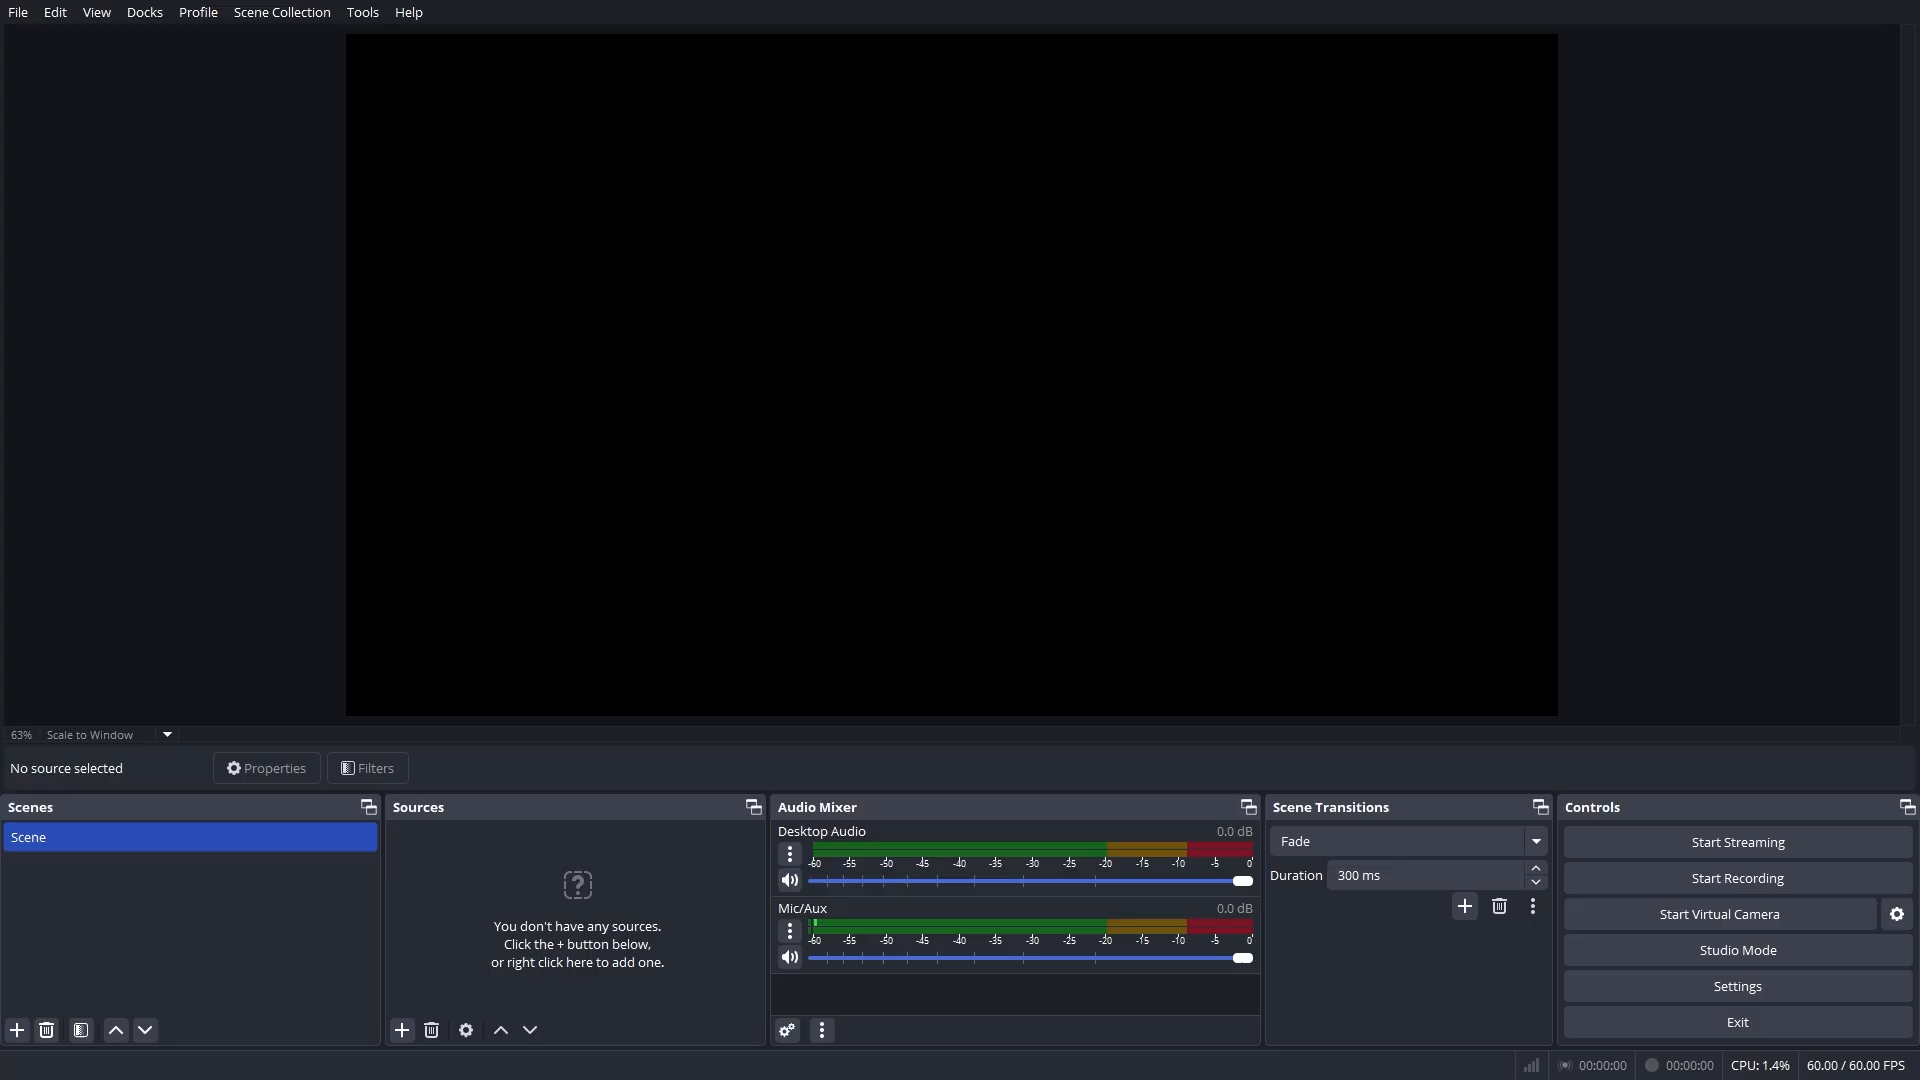 File Edit View Docks Profile Scene Collection Tools Help
63% Scale to Window
No source selected Properties Filters
Scenes
Scene
Sources
You don't have any sources.
Click the + button below,
or right click here to add one.
Audio Mixer
Desktop Audio 0.0 dB
-60 -55 -50 -45 -40 -35 -30 -25 -20 -15 -10 -5 0
Mic/Aux 0.0 dB
-60 -55 -50 -45 -40 -35 -30 -25 -20 -15 -10 -5 0
Scene Transitions
Fade
Duration 300 ms
Controls
Start Streaming
Start Recording
Start Virtual Camera
Studio Mode
Settings
Exit
00:00:00 00:00:00 CPU: 1.4% 60.00 / 60.00 FPS